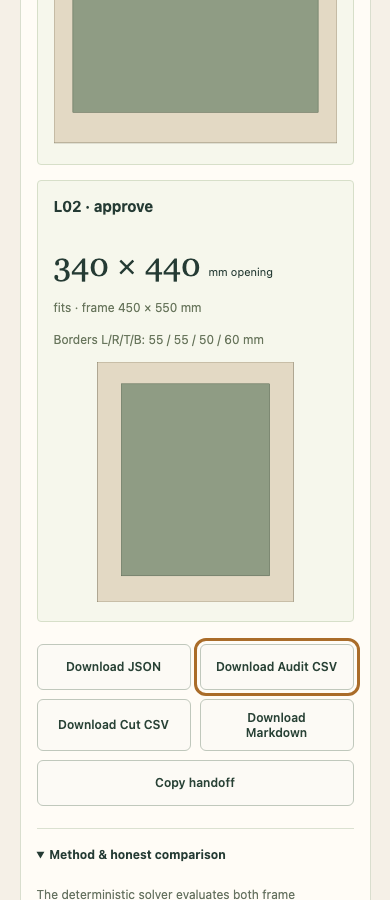 L02 · approve
340 × 440 mm opening
fits · frame 450 × 550 mm
Borders L/R/T/B: 55 / 55 / 50 / 60 mm
Download JSON
Download Audit CSV
Download Cut CSV
Download
Markdown
Copy handoff
▼ Method & honest comparison
The deterministic solver evaluates both frame